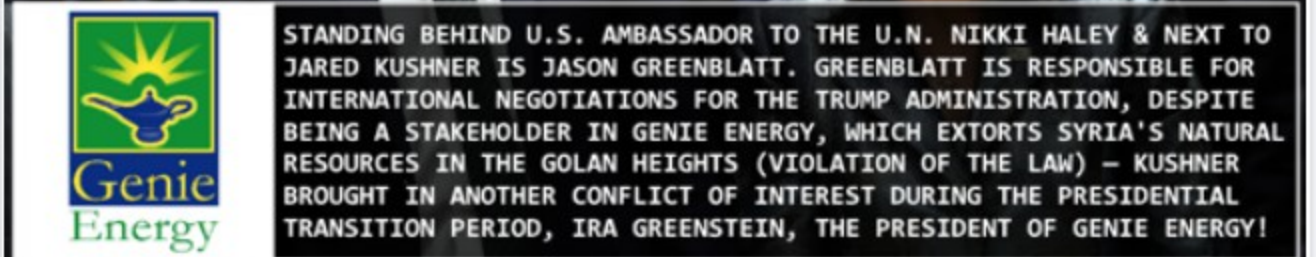 Genie
Energy
STANDING BEHIND U.S. AMBASSADOR TO THE U.N. NIKKI HALEY & NEXT TO
JARED KUSHNER IS JASON GREENBLATT. GREENBLATT IS RESPONSIBLE FOR
INTERNATIONAL NEGOTIATIONS FOR THE TRUMP ADMINISTRATION, DESPITE
BEING A STAKEHOLDER IN GENIE ENERGY, WHICH EXTORTS SYRIA'S NATURAL
RESOURCES IN THE GOLAN HEIGHTS (VIOLATION OF THE LAW) — KUSHNER
BROUGHT IN ANOTHER CONFLICT OF INTEREST DURING THE PRESIDENTIAL
TRANSITION PERIOD, IRA GREENSTEIN, THE PRESIDENT OF GENIE ENERGY!